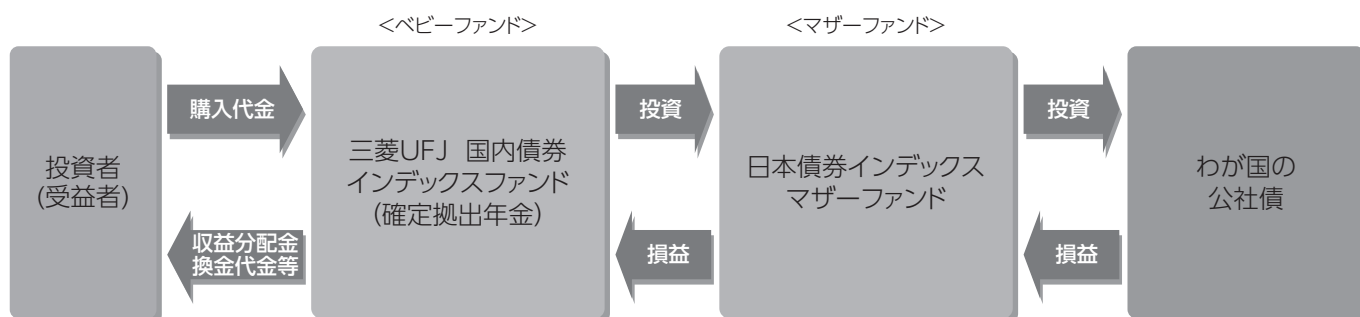 <ベビーファンド>
<マザーファンド>
投資者
(受益者)
購入代金
収益分配金
換金代金等
三菱UFJ 国内債券
インデックスファンド
(確定拠出年金)
投資
損益
日本債券インデックス
マザーファンド
投資
損益
わが国の
公社債